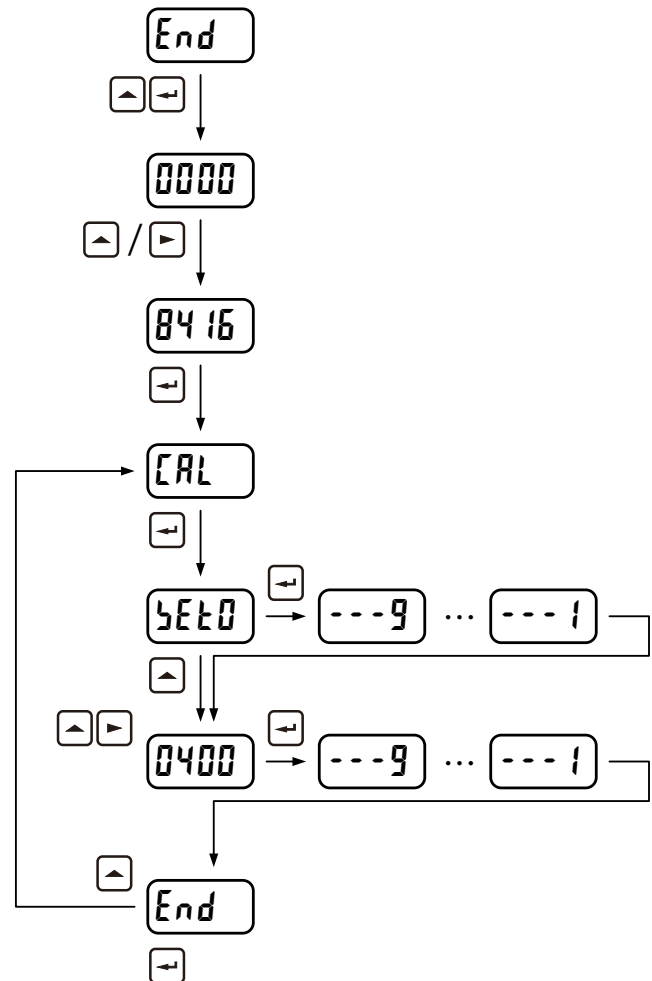 End
0000
/
8416
CAL
SEt0 ---9 ... ---1
0400 ---9 ... ---1
End